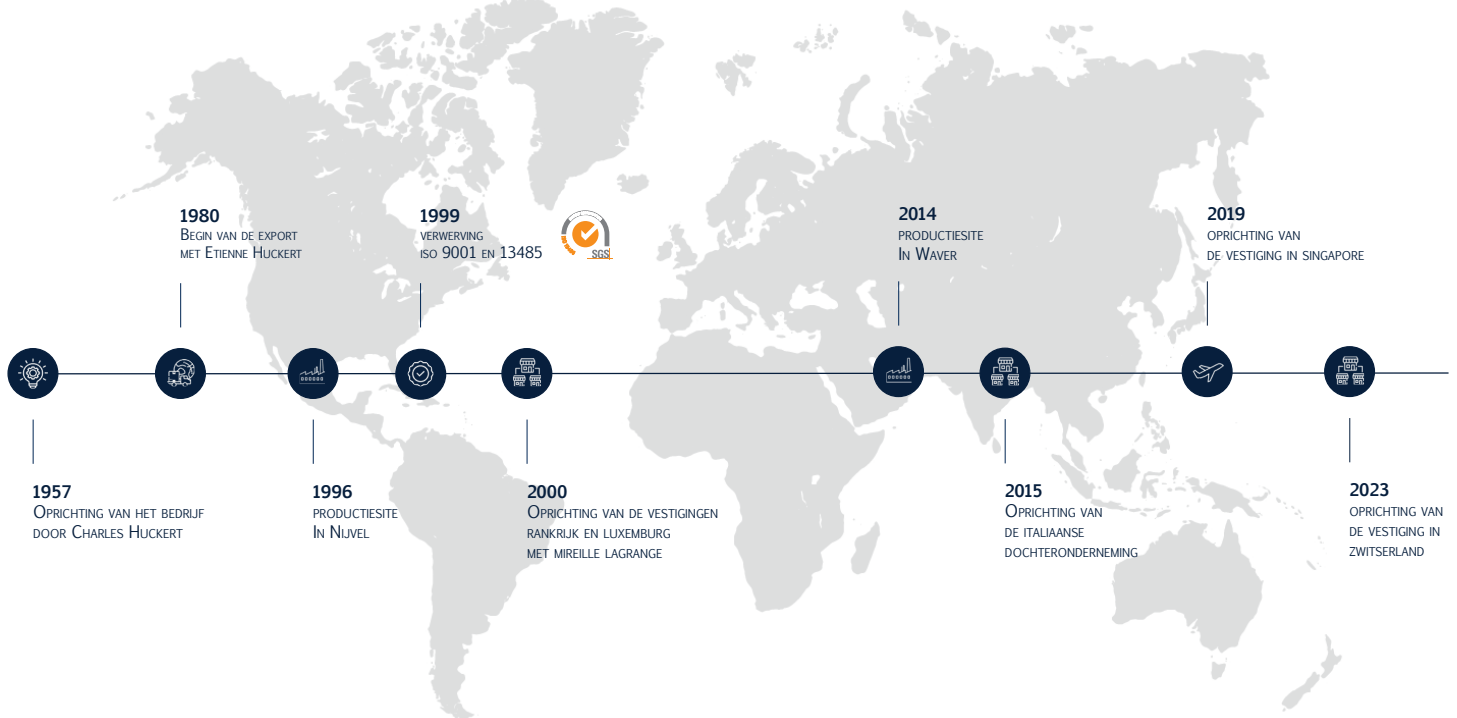 1980
Begin van de export
met Etienne Huckert
1999
verwerving
iso 9001 en 13485
SGS
2014
productiesite
In Waver
2019
oprichting van
de vestiging in singapore
1957
Oprichting van het bedrijf
door Charles Huckert
1996
productiesite
In Nijvel
2000
Oprichting van de vestigingen
rankrijk en luxemburg
met mireille lagrange
2015
Oprichting van
de italiaanse
dochteronderneming
2023
oprichting van
de vestiging in
zwitserland